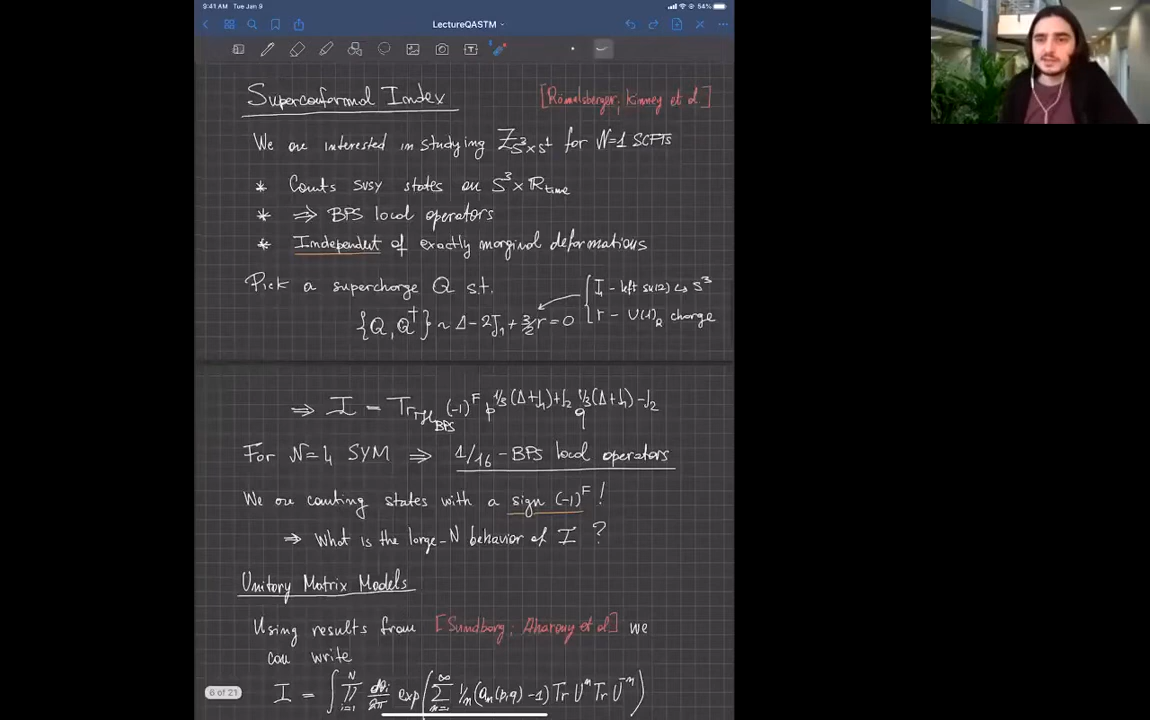 9:41 AM Tue Jan 9
54%
LectureQASTM
Superconformal Index [Römelsberger; Kinney et al]
We are interested in studying Z_{S^3×S^1} for N=1 SCFTs
* Counts susy states on S^3 × ℝ_time
* ⇒ BPS local operators
* Independent of exactly marginal deformations
Pick a supercharge Q s.t.
J_1 - left su(2) ↪ S^3
r - U(1)_R charge
{Q, Q^†} ~ Δ - 2J_1 + 3/2 r = 0
⇒ I = Tr_{H_BPS} (-1)^F p^{1/3(Δ+J_1)+J_2} q^{1/3(Δ+J_1)-J_2}
For N=4 SYM ⇒ 1/16 - BPS local operators
We are counting states with a sign (-1)^F !
⇒ What is the large-N behavior of I ?
Unitary Matrix Models
Using results from [Sundborg; Aharony et al] we
can write
6 of 21
I = ∫ ∏_{i=1}^N dα_i/2π exp(∑_{n=1}^∞ 1/n (a_n(p,q) - 1) Tr U^n Tr U^{-n})